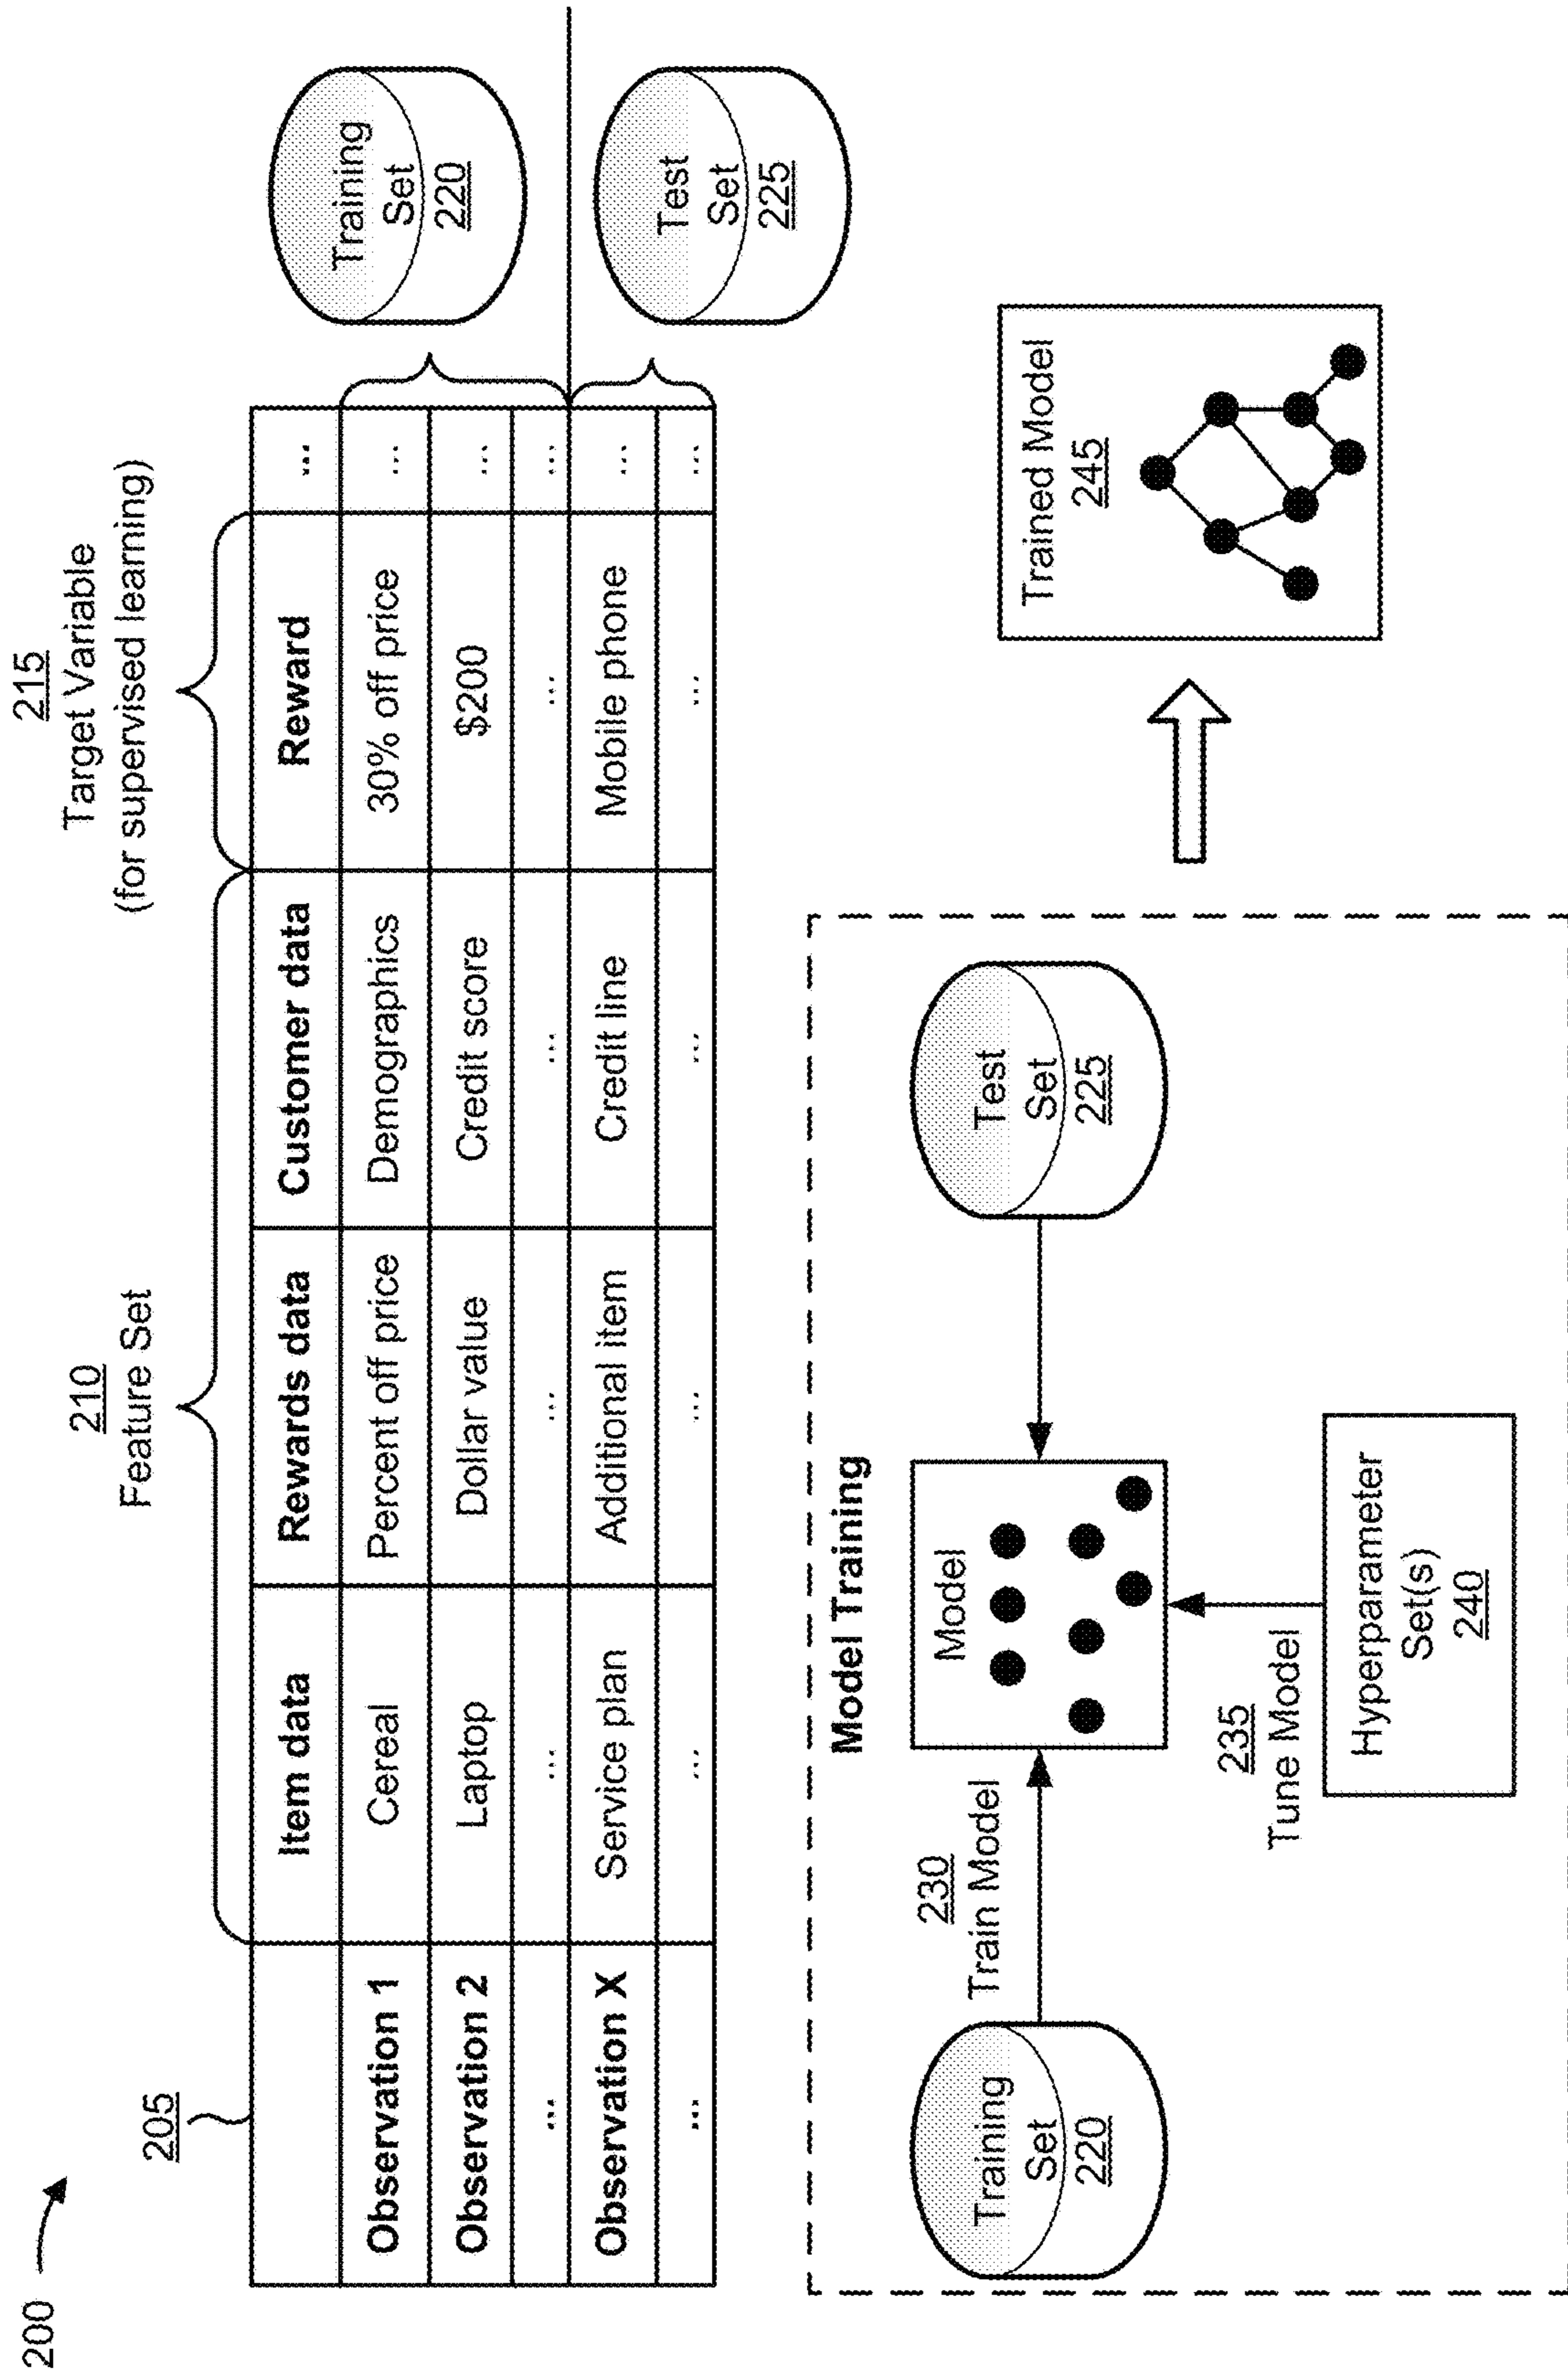 200
205
210
Feature Set
215
Target Variable
(for supervised learning)
Item data Rewards data Customer data Reward ...
Observation 1 Cereal Percent off price Demographics 30% off price ...
Observation 2 Laptop Dollar value Credit score $200 ...
... ... ... ... ... ...
Observation X Service plan Additional item Credit line Mobile phone ...
... ... ... ... ... ...
Training
Set
220
Test
Set
225
Model Training
Training
Set
220
230
Train Model
Model
Test
Set
225
235
Tune Model
Hyperparameter
Set(s)
240
Trained Model
245